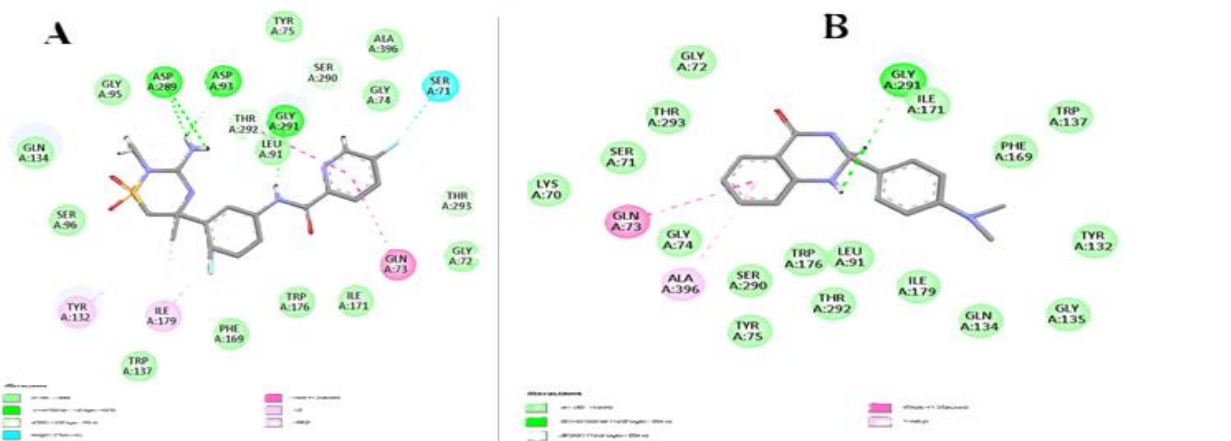 A
TYR
A:75
ALA
A:396
ASP
A:289
ASP
A:93
SER
A:290
SER
A:71
GLY
A:95
GLY
A:74
THR
A:292
GLY
A:291
LEU
A:91
GLN
A:134
THR
A:293
SER
A:96
GLY
A:72
GLN
A:73
TYR
A:132
ILE
A:179
TRP
A:176
ILE
A:171
PHE
A:169
TRP
A:137
B
GLY
A:72
GLY
A:291
ILE
A:171
THR
A:293
TRP
A:137
SER
A:71
PHE
A:169
LYS
A:70
GLN
A:73
GLY
A:74
TYR
A:132
TRP
A:176
LEU
A:91
ALA
A:396
SER
A:290
ILE
A:179
THR
A:292
GLN
A:134
GLY
A:135
TYR
A:75